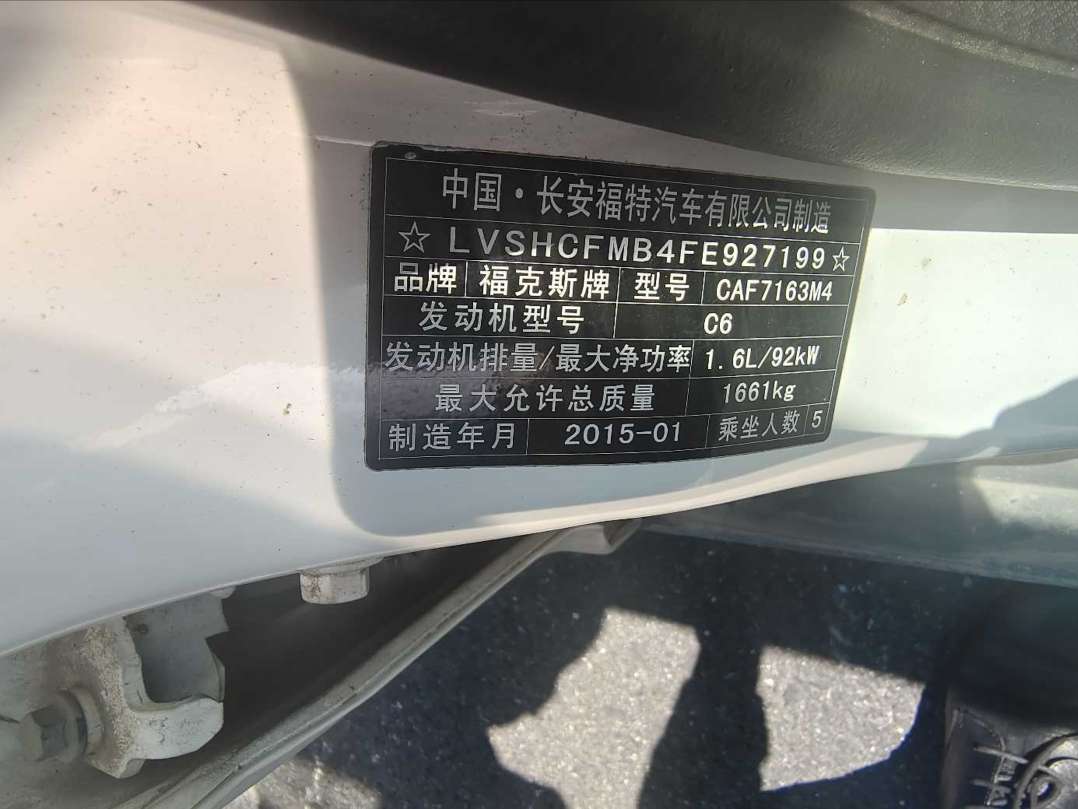 中国·长安福特汽车有限公司制造
☆LVSHCFMB4FE927199☆
品牌 福克斯牌 型号 CAF7163M4
发动机型号 C6
发动机排量/最大净功率 1.6L/92kW
最大允许总质量 1661kg
制造年月 2015-01 乘坐人数 5